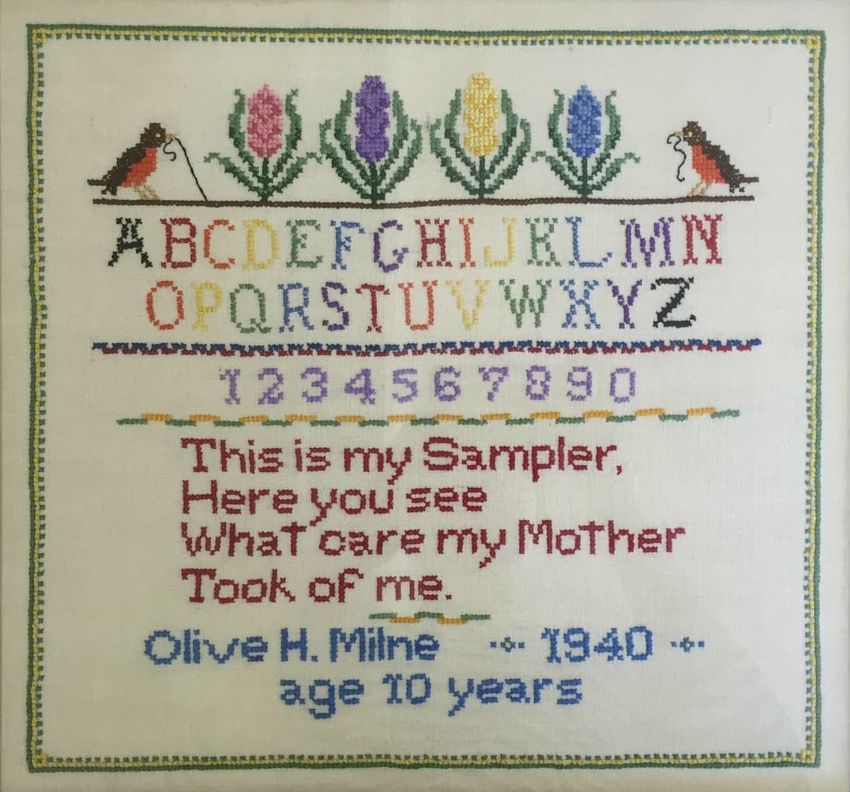 ABCDEFGHIJKLMN
OPQRSTUVWXYZ
1234567890
This is my Sampler,
Here you see
What care my Mother
Took of me.
Olive H. Milne 1940
age 10 years